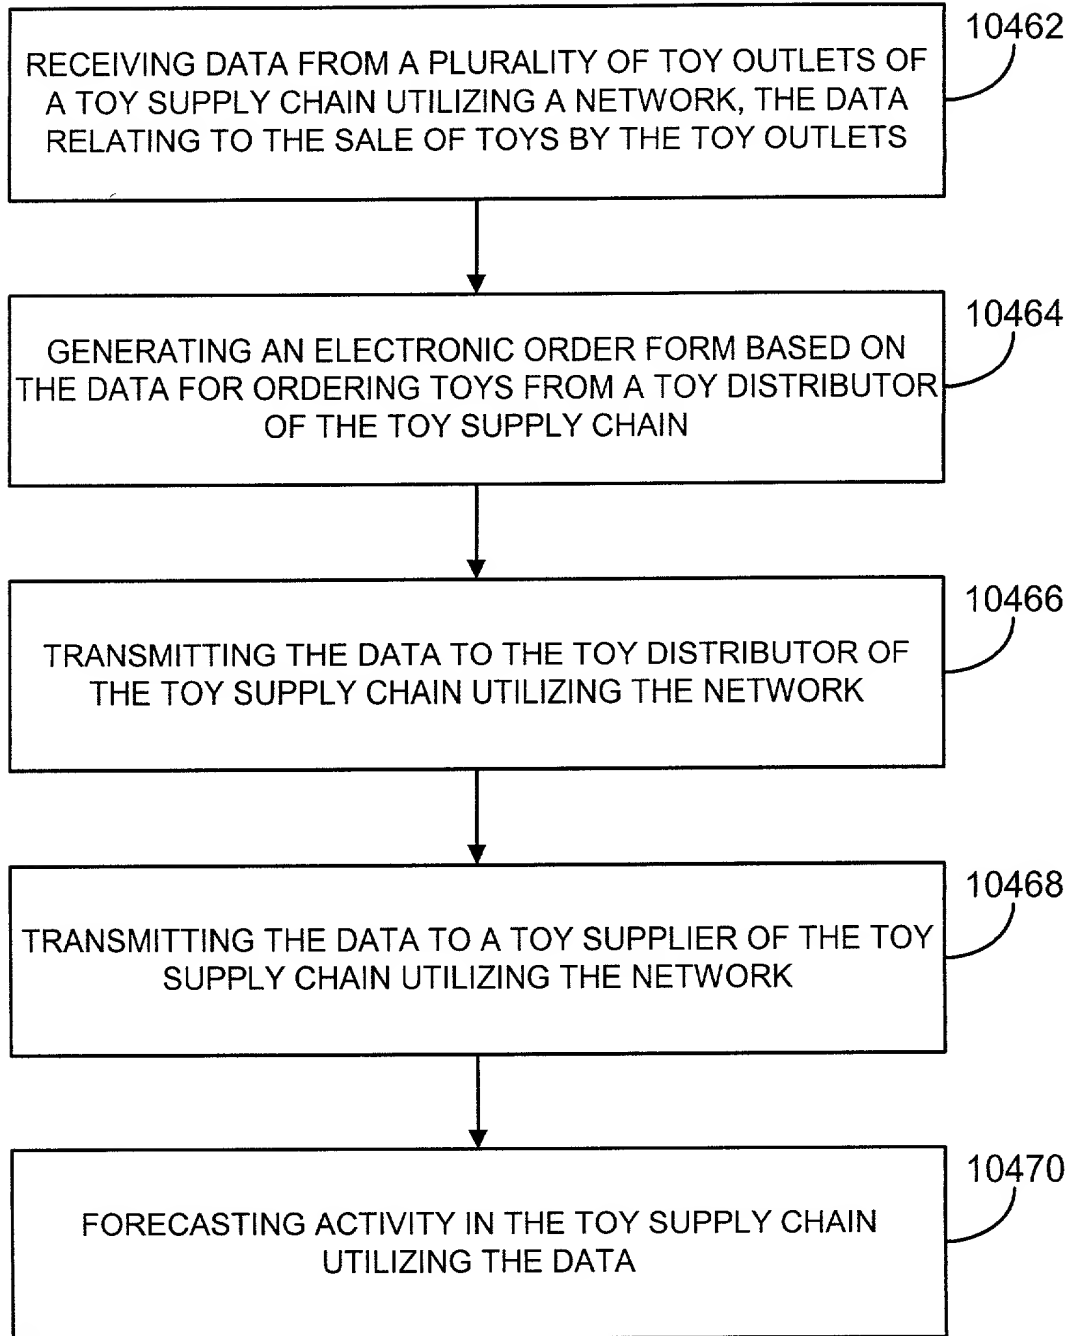 10462
RECEIVING DATA FROM A PLURALITY OF TOY OUTLETS OF
A TOY SUPPLY CHAIN UTILIZING A NETWORK, THE DATA
RELATING TO THE SALE OF TOYS BY THE TOY OUTLETS
10464
GENERATING AN ELECTRONIC ORDER FORM BASED ON
THE DATA FOR ORDERING TOYS FROM A TOY DISTRIBUTOR
OF THE TOY SUPPLY CHAIN
10466
TRANSMITTING THE DATA TO THE TOY DISTRIBUTOR OF
THE TOY SUPPLY CHAIN UTILIZING THE NETWORK
10468
TRANSMITTING THE DATA TO A TOY SUPPLIER OF THE TOY
SUPPLY CHAIN UTILIZING THE NETWORK
10470
FORECASTING ACTIVITY IN THE TOY SUPPLY CHAIN
UTILIZING THE DATA